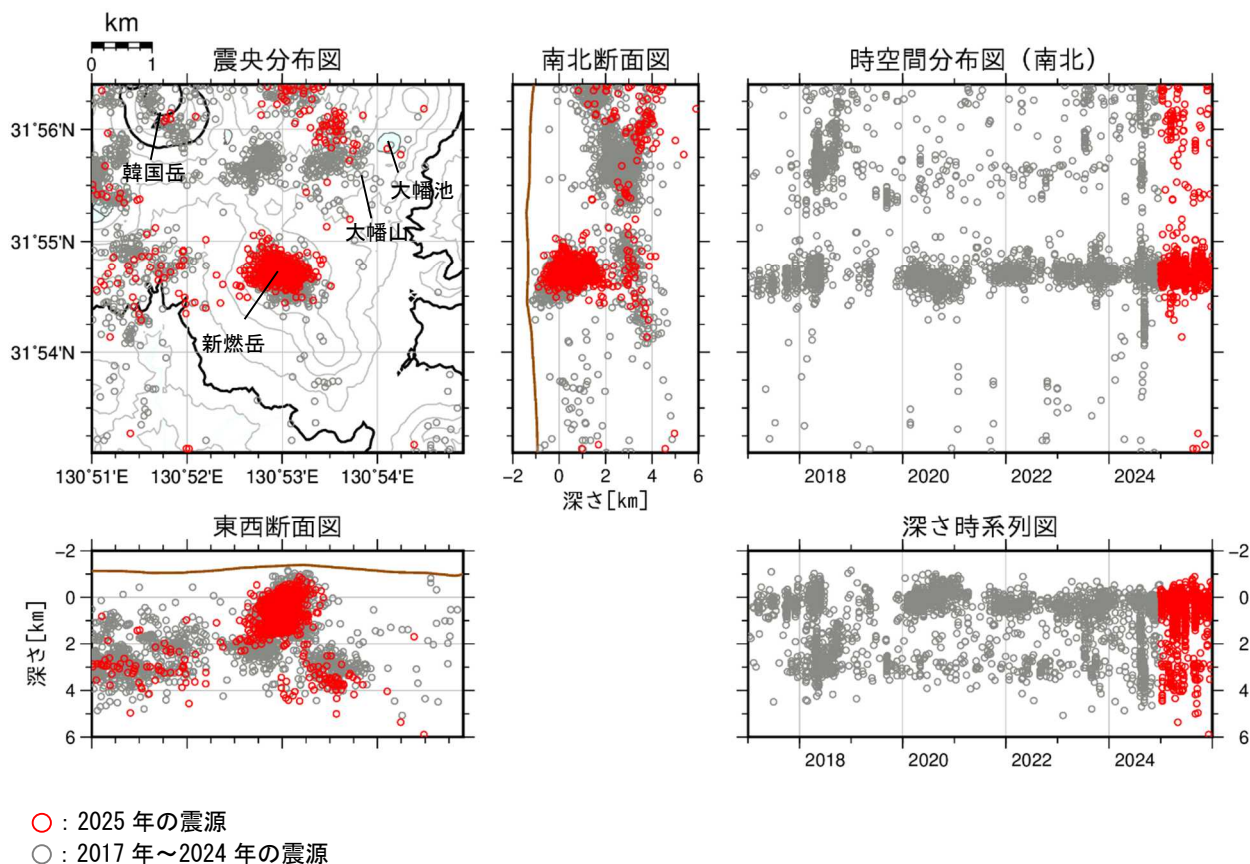 km
0 1
震央分布図
南北断面図
時空間分布図（南北）
31°56'N
31°55'N
31°54'N
韓国岳
大幡池
大幡山
新燃岳
130°51'E 130°52'E 130°53'E 130°54'E
-2 0 2 4 6
深さ[km]
2018 2020 2022 2024
東西断面図
深さ時系列図
-2
0
2
4
6
深さ[km]
-2
0
2
4
6
2018 2020 2022 2024
○：2025 年の震源
○：2017 年～2024 年の震源